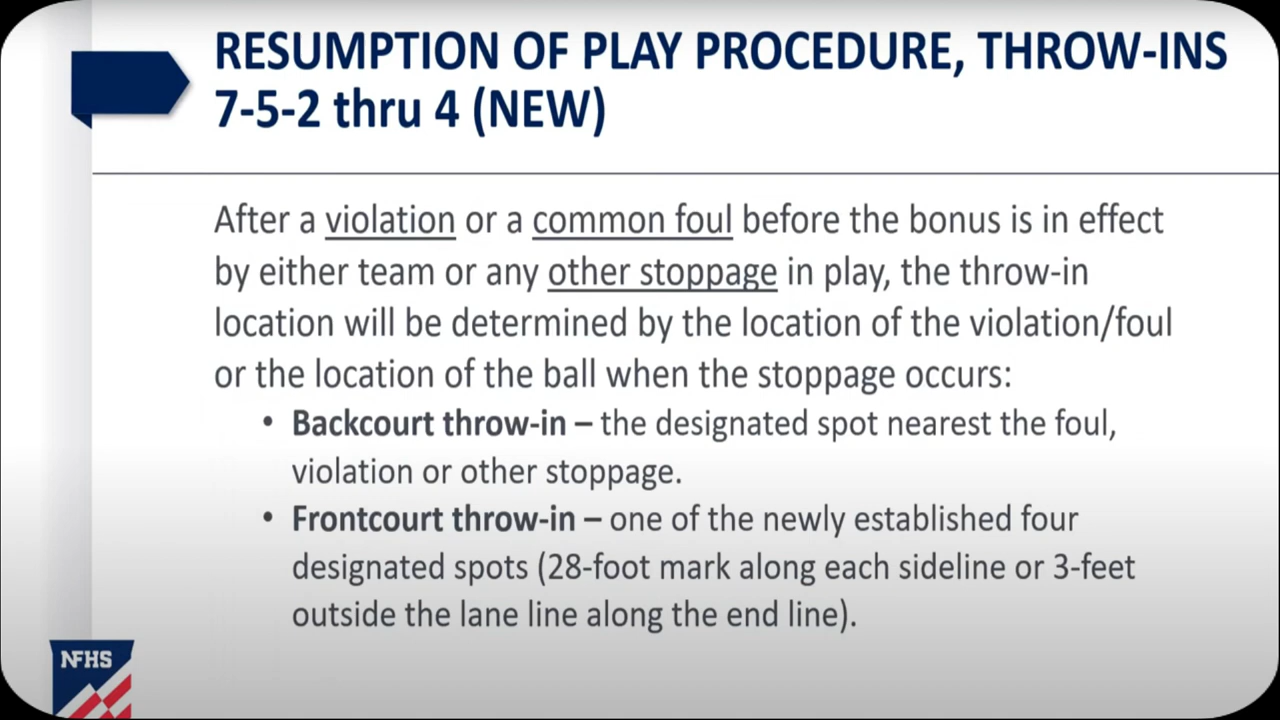 RESUMPTION OF PLAY PROCEDURE, THROW-INS
7-5-2 thru 4 (NEW)
After a violation or a common foul before the bonus is in effect
by either team or any other stoppage in play, the throw-in
location will be determined by the location of the violation/foul
or the location of the ball when the stoppage occurs:
• Backcourt throw-in – the designated spot nearest the foul,
violation or other stoppage.
• Frontcourt throw-in – one of the newly established four
designated spots (28-foot mark along each sideline or 3-feet
outside the lane line along the end line).
NFHS